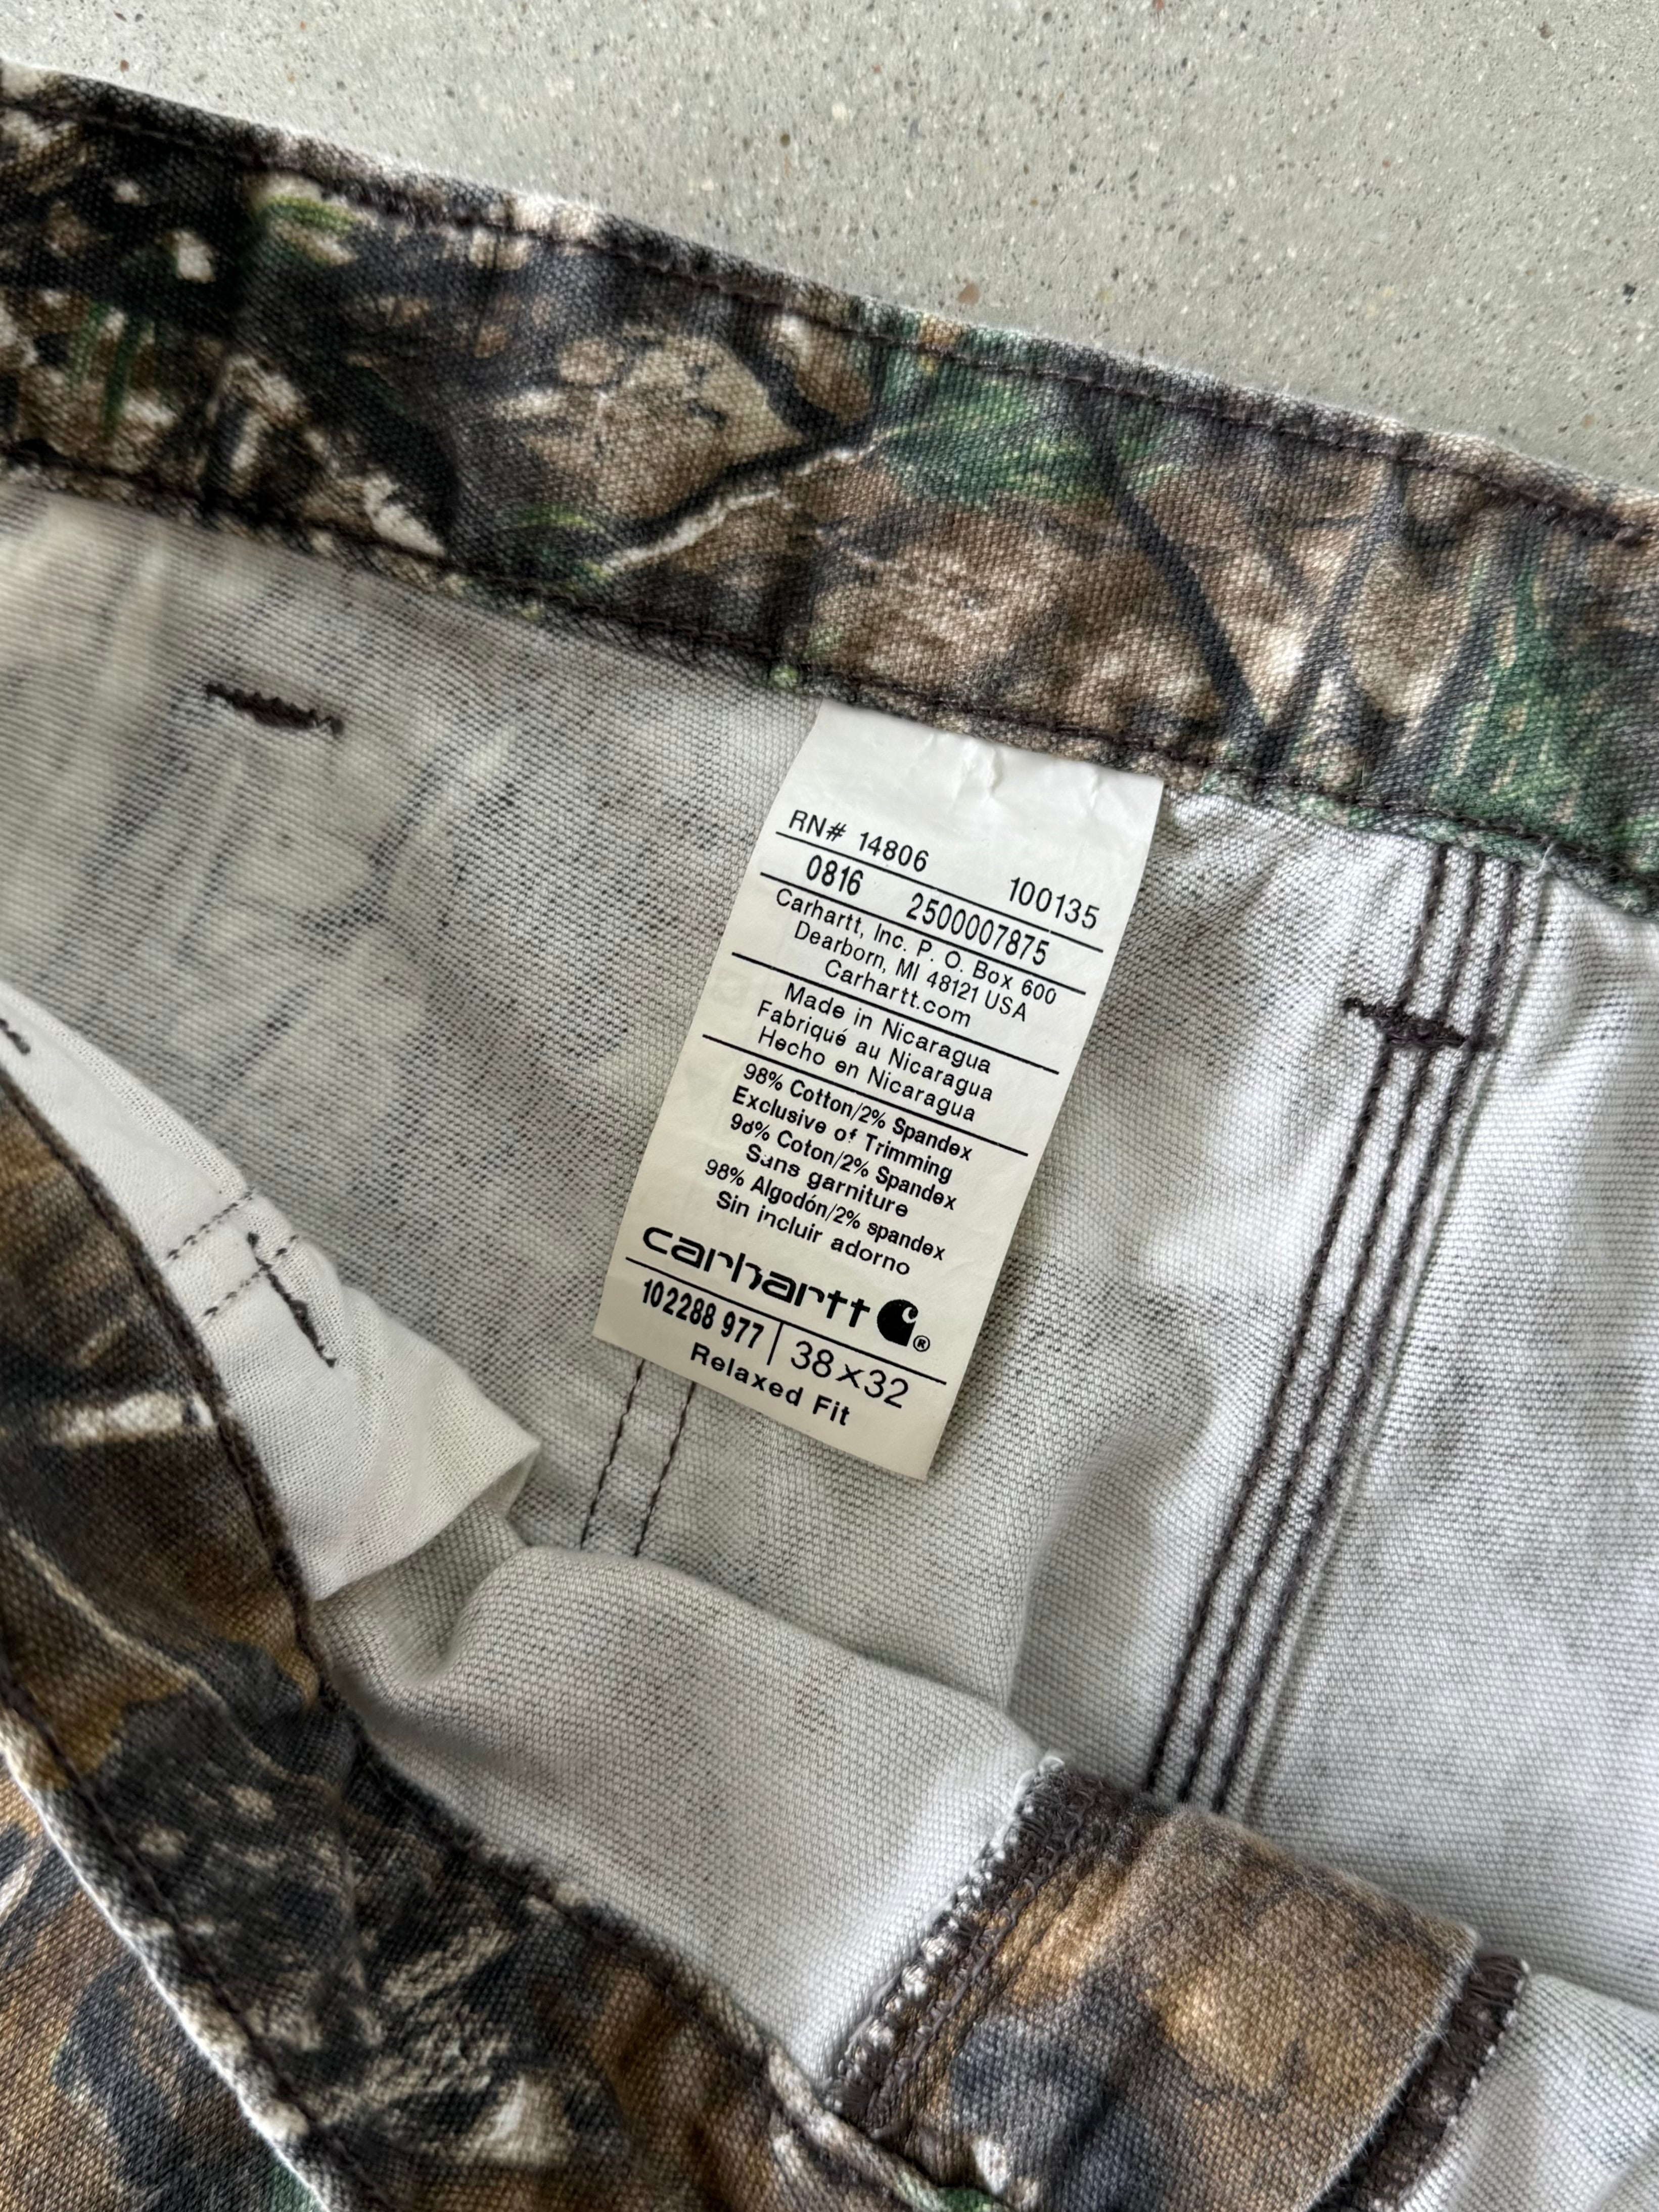 RN# 14806 100135
0816 2500007875
Carhartt, Inc. P. O. Box 600
Dearborn, MI 48121 USA
Carhartt.com
Made in Nicaragua
Fabriqué au Nicaragua
Hecho en Nicaragua
98% Cotton/2% Spandex
Exclusive of Trimming
98% Coton/2% Spandex
Sans garniture
98% Algodón/2% spandex
Sin incluir adorno
carhartt ®
102288 977 38×32
Relaxed Fit